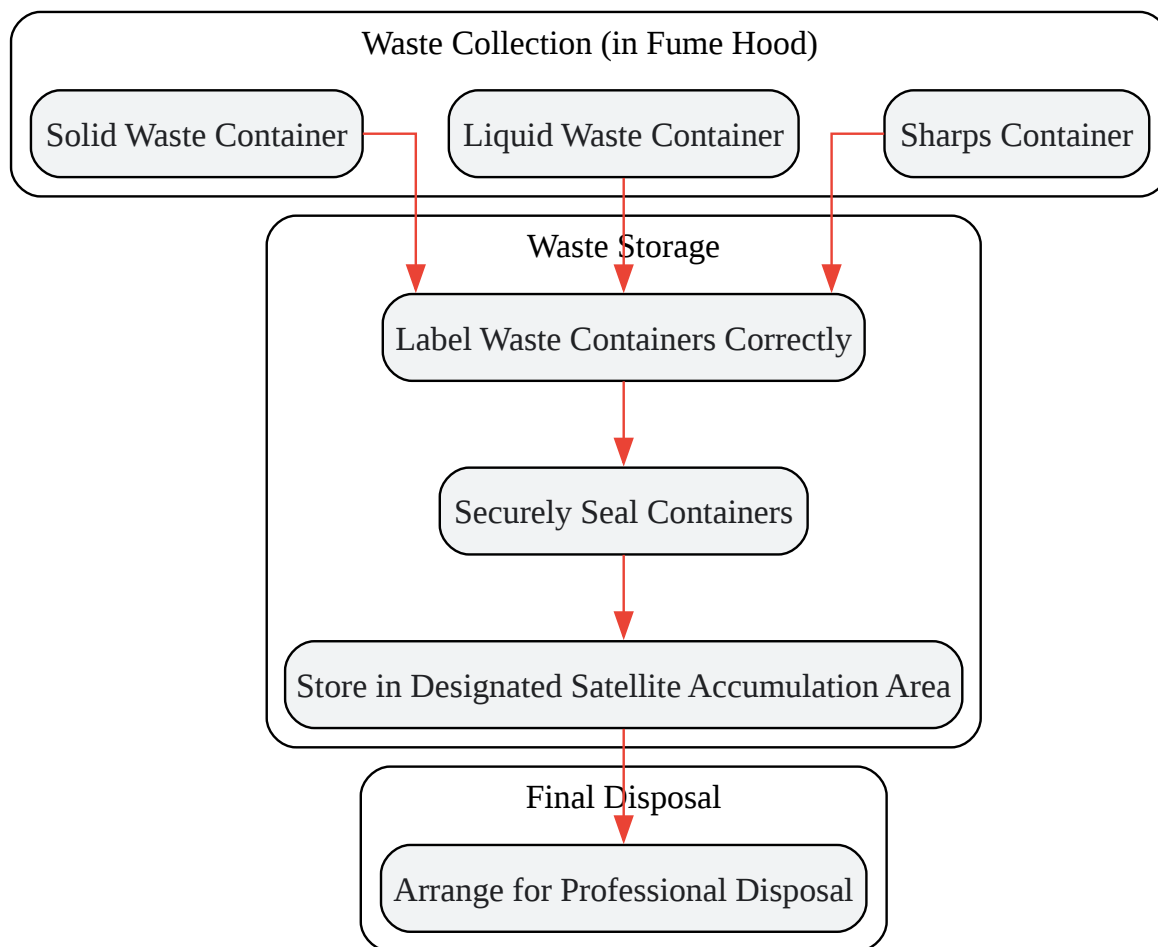 Waste Collection (in Fume Hood)
Solid Waste Container
Liquid Waste Container
Sharps Container
Waste Storage
Label Waste Containers Correctly
Securely Seal Containers
Store in Designated Satellite Accumulation Area
Final Disposal
Arrange for Professional Disposal